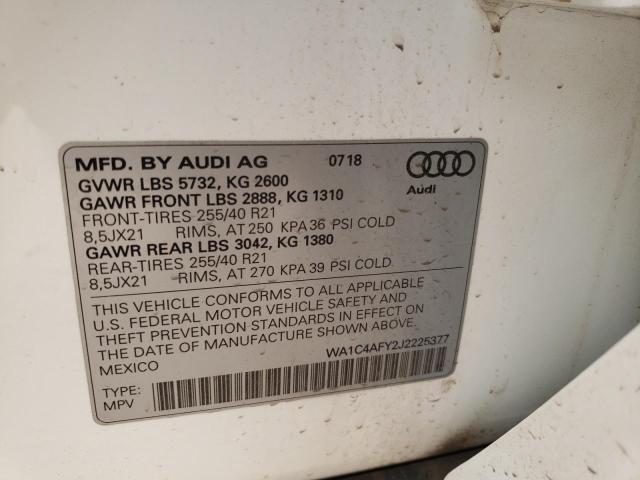 MFD. BY AUDI AG 0718
GVWR LBS 5732, KG 2600
GAWR FRONT LBS 2888, KG 1310
FRONT-TIRES 255/40 R21
8,5JX21 RIMS, AT 250 KPA 36 PSI COLD
GAWR REAR LBS 3042, KG 1380
REAR-TIRES 255/40 R21
8,5JX21 RIMS, AT 270 KPA 39 PSI COLD
Audi
THIS VEHICLE CONFORMS TO ALL APPLICABLE
U.S. FEDERAL MOTOR VEHICLE SAFETY AND
THEFT PREVENTION STANDARDS IN EFFECT ON
THE DATE OF MANUFACTURE SHOWN ABOVE.
MEXICO WA1C4AFY2J2225377
TYPE:
MPV